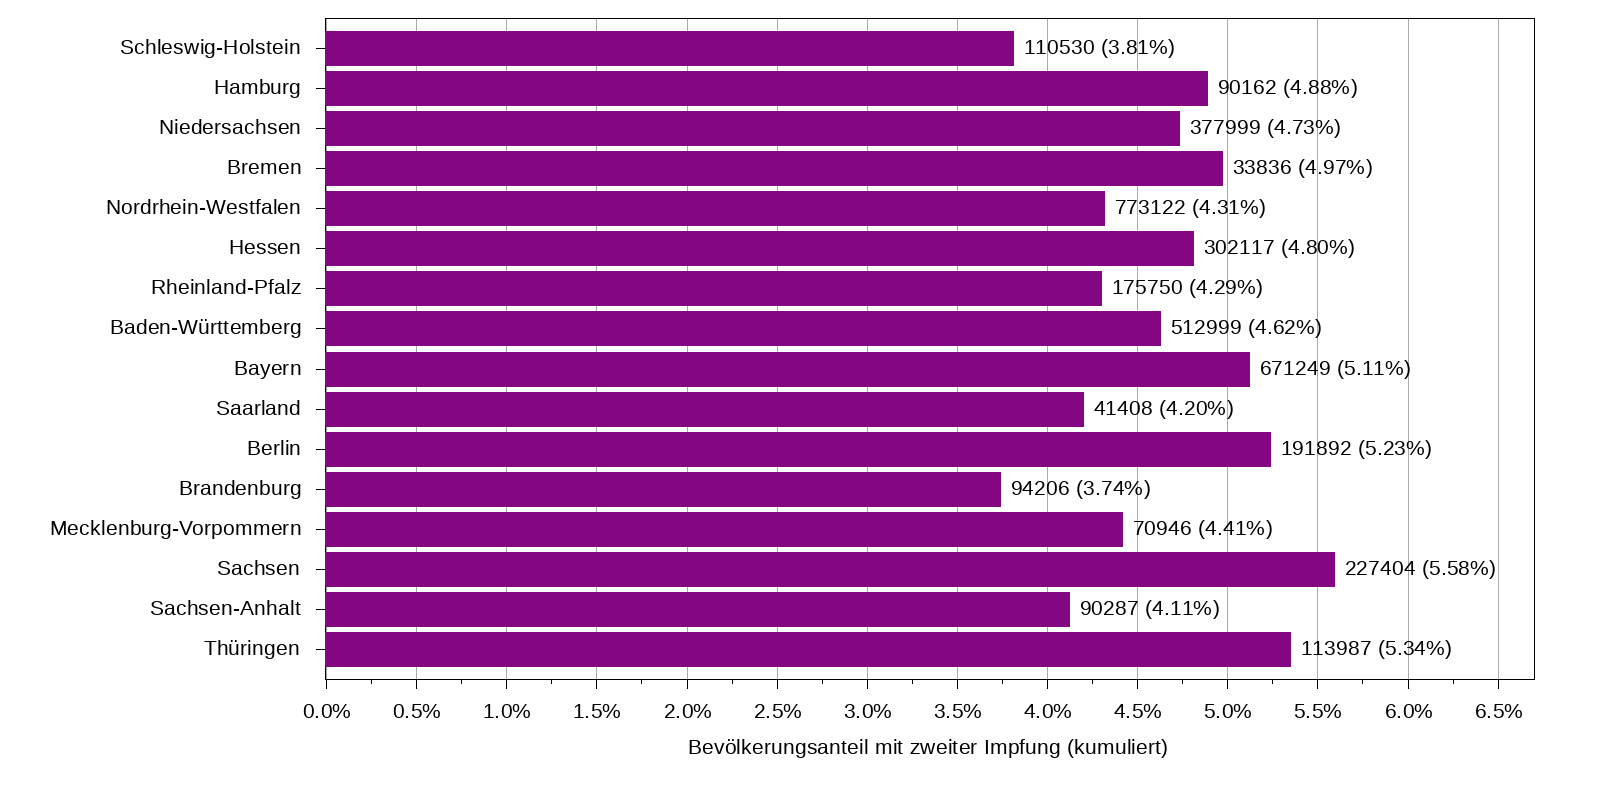 Schleswig-Holstein 110530 (3.81%)
Hamburg 90162 (4.88%)
Niedersachsen 377999 (4.73%)
Bremen 33836 (4.97%)
Nordrhein-Westfalen 773122 (4.31%)
Hessen 302117 (4.80%)
Rheinland-Pfalz 175750 (4.29%)
Baden-Württemberg 512999 (4.62%)
Bayern 671249 (5.11%)
Saarland 41408 (4.20%)
Berlin 191892 (5.23%)
Brandenburg 94206 (3.74%)
Mecklenburg-Vorpommern 70946 (4.41%)
Sachsen 227404 (5.58%)
Sachsen-Anhalt 90287 (4.11%)
Thüringen 113987 (5.34%)
0.0% 0.5% 1.0% 1.5% 2.0% 2.5% 3.0% 3.5% 4.0% 4.5% 5.0% 5.5% 6.0% 6.5%
Bevölkerungsanteil mit zweiter Impfung (kumuliert)